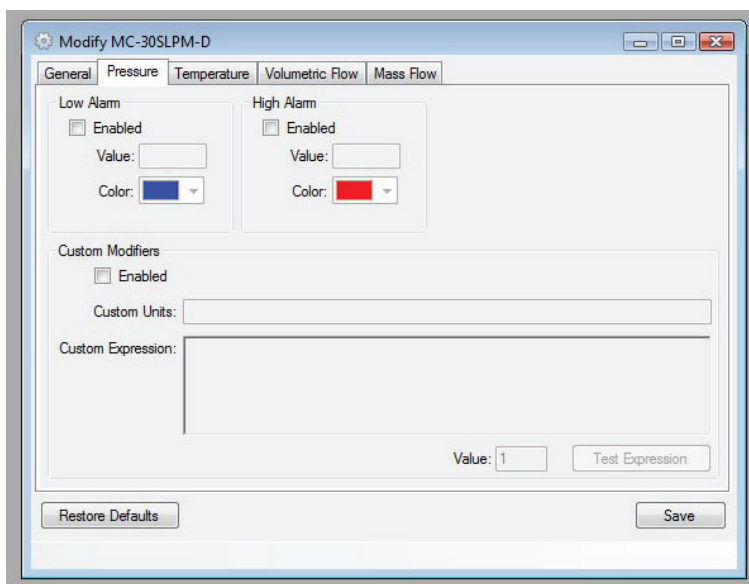 Modify MC-30SLPM-D
General Pressure Temperature Volumetric Flow Mass Flow
Low Alarm High Alarm
Enabled Enabled
Value: Value:
Color: Color:
Custom Modifiers
Enabled
Custom Units:
Custom Expression:
Value: 1 Test Expression
Restore Defaults Save